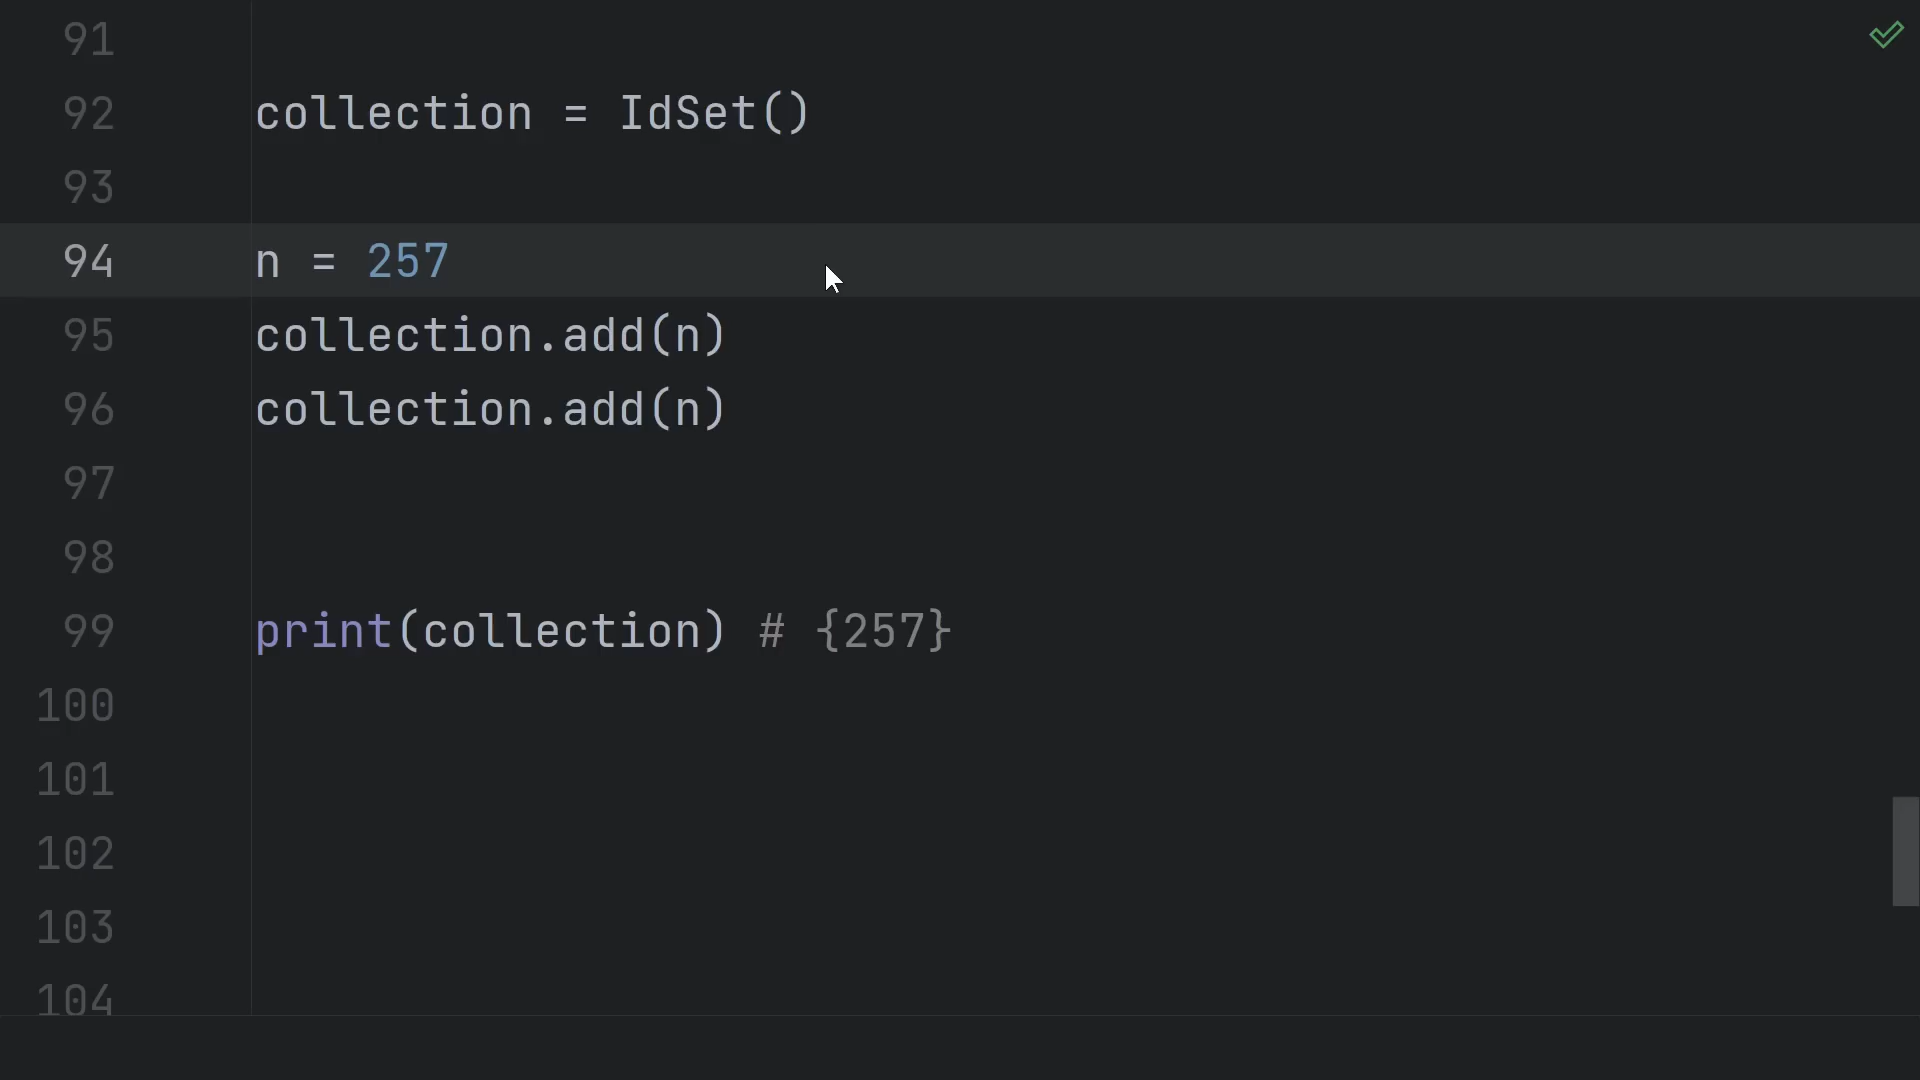 91
92 collection = IdSet()
93
94 n = 257
95 collection.add(n)
96 collection.add(n)
97
98
99 print(collection) # {257}
100
101
102
103
104